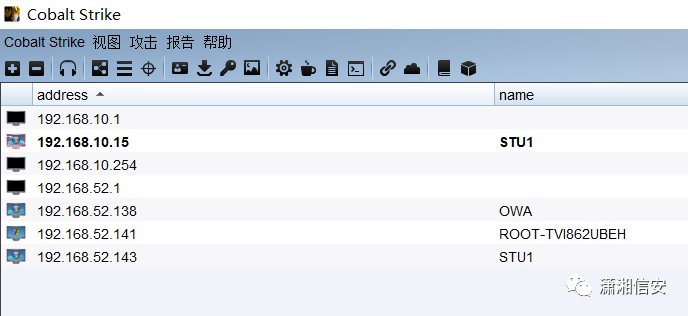 Cobalt Strike
Cobalt Strike 视图 攻击 报告 帮助
address name
192.168.10.1
192.168.10.15 STU1
192.168.10.254
192.168.52.1
192.168.52.138 OWA
192.168.52.141 ROOT-TVI862UBEH
192.168.52.143 STU1
潇湘信安